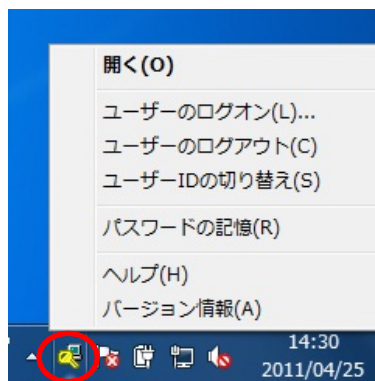 開く(O)
ユーザーのログオン(L)...
ユーザーのログアウト(C)
ユーザーIDの切り替え(S)
パスワードの記憶(R)
ヘルプ(H)
バージョン情報(A)
14:30
2011/04/25